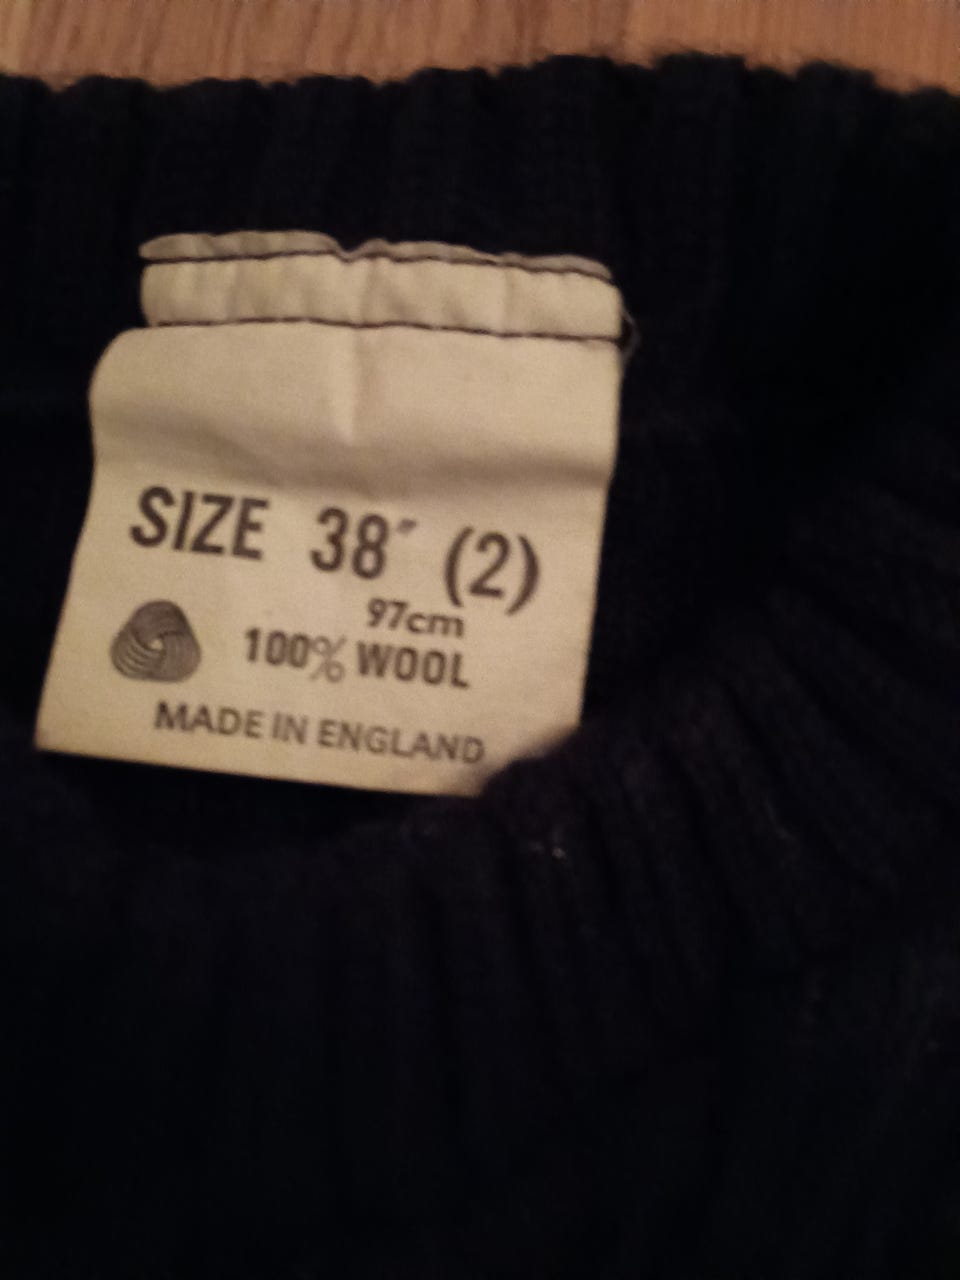 SIZE 38" (2)
97cm
100% WOOL
MADE IN ENGLAND